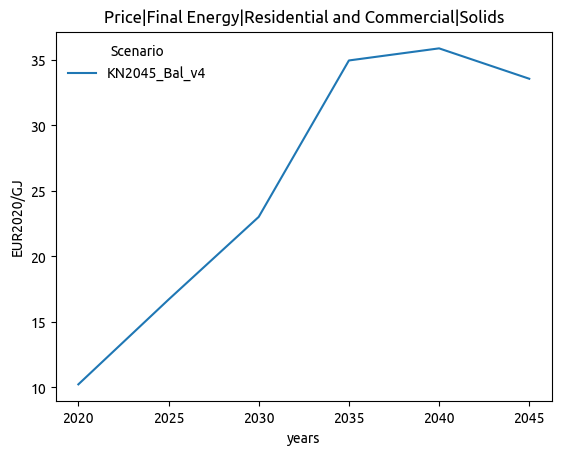 Price|Final Energy|Residential and Commercial|Solids
Scenario
KN2045_Bal_v4
EUR2020/GJ
35
30
25
20
15
10
2020 2025 2030 2035 2040 2045
years